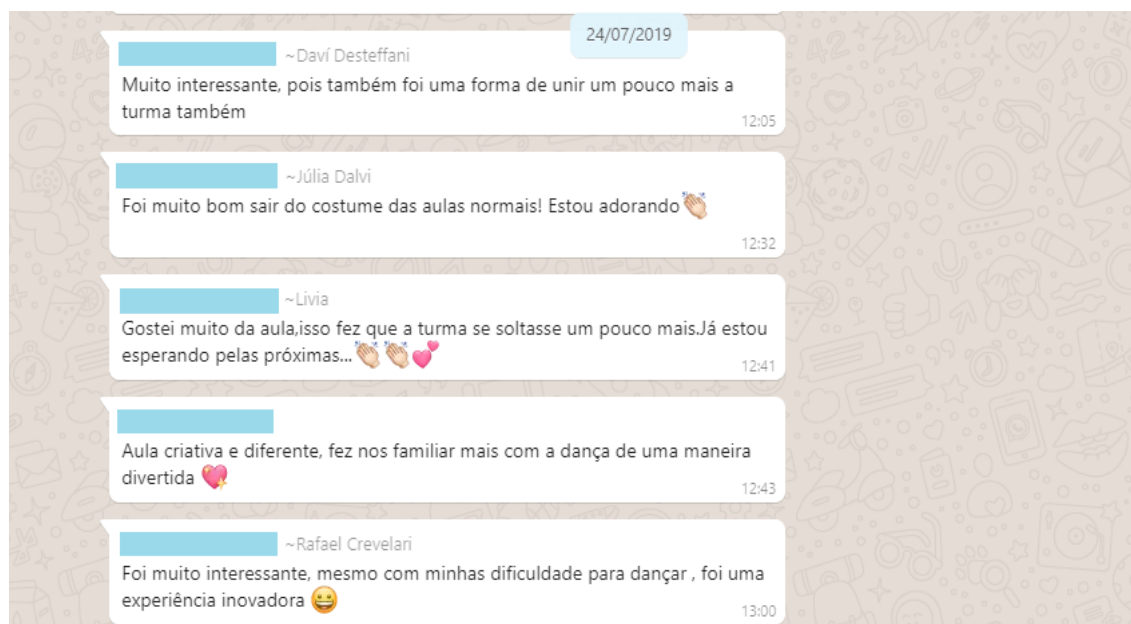 24/07/2019
~Daví Desteffani
Muito interessante, pois também foi uma forma de unir um pouco mais a
turma também
12:05
~Júlia Dalvi
Foi muito bom sair do costume das aulas normais! Estou adorando👏🏻
12:32
~Livia
Gostei muito da aula,isso fez que a turma se soltasse um pouco mais.Já estou
esperando pelas próximas...👏🏻👏🏻💕
12:41
Aula criativa e diferente, fez nos familiar mais com a dança de uma maneira
divertida 💖
12:43
~Rafael Crevelari
Foi muito interessante, mesmo com minhas dificuldade para dançar , foi uma
experiência inovadora 😀
13:00